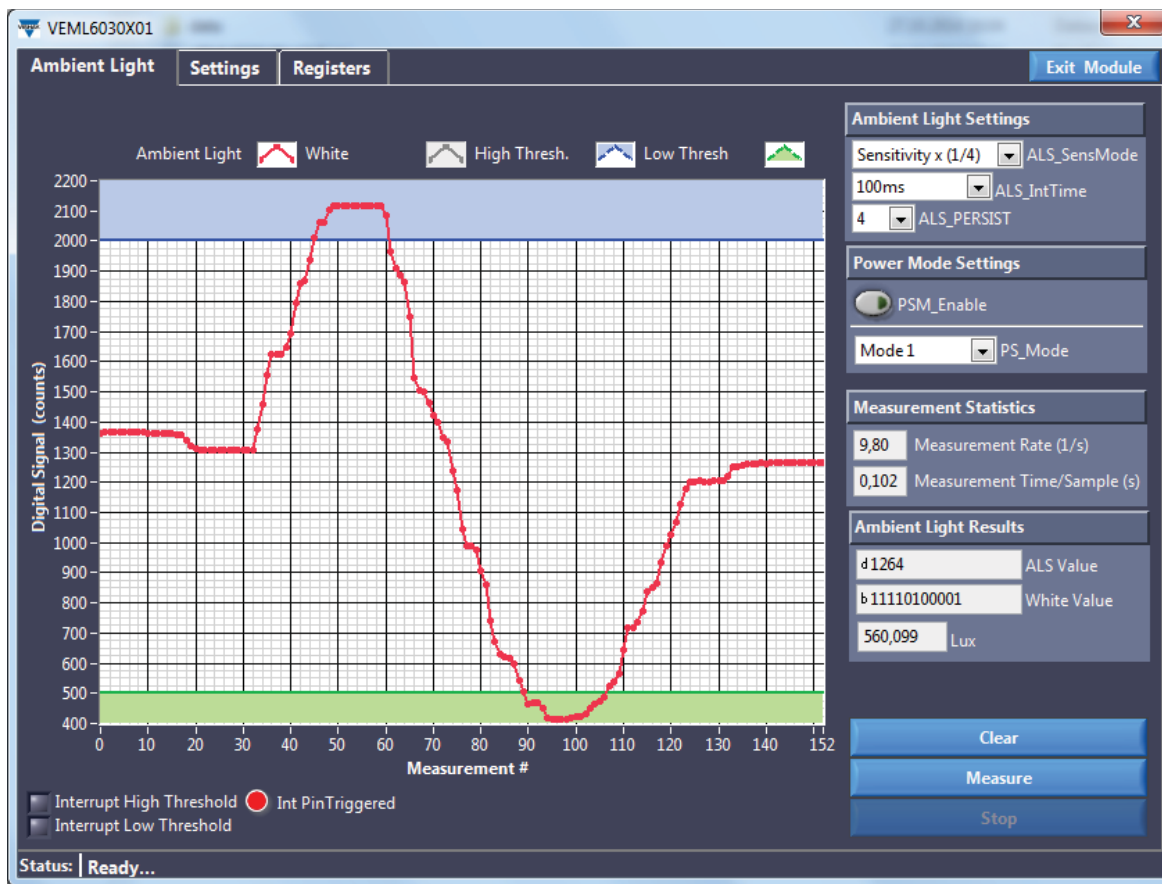 VEML6030X01
Ambient Light
Settings
Registers
Exit Module
Ambient Light
White
High Thresh.
Low Thresh
Digital Signal (counts)
2200
2100
2000
1900
1800
1700
1600
1500
1400
1300
1200
1100
1000
900
800
700
600
500
400
0 10 20 30 40 50 60 70 80 90 100 110 120 130 140 152
Measurement #
Interrupt High Threshold
Int PinTriggered
Interrupt Low Threshold
Ambient Light Settings
Sensitivity x (1/4) ALS_SensMode
100ms ALS_IntTime
4 ALS_PERSIST
Power Mode Settings
PSM_Enable
Mode 1 PS_Mode
Measurement Statistics
9,80 Measurement Rate (1/s)
0,102 Measurement Time/Sample (s)
Ambient Light Results
d 1264 ALS Value
b 11110100001 White Value
560,099 Lux
Clear
Measure
Stop
Status: Ready...